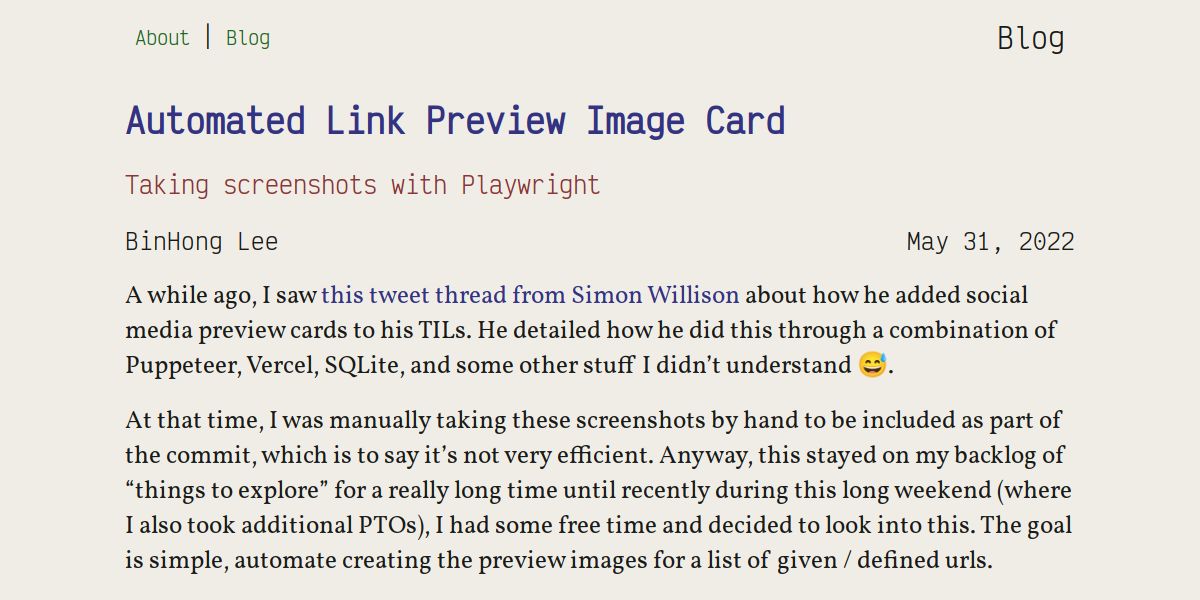 About | Blog
Blog
Automated Link Preview Image Card
Taking screenshots with Playwright
BinHong Lee
May 31, 2022
A while ago, I saw this tweet thread from Simon Willison about how he added social
media preview cards to his TILs. He detailed how he did this through a combination of
Puppeteer, Vercel, SQLite, and some other stuff I didn’t understand 😅.
At that time, I was manually taking these screenshots by hand to be included as part of
the commit, which is to say it’s not very efficient. Anyway, this stayed on my backlog of
“things to explore” for a really long time until recently during this long weekend (where
I also took additional PTOs), I had some free time and decided to look into this. The goal
is simple, automate creating the preview images for a list of given / defined urls.